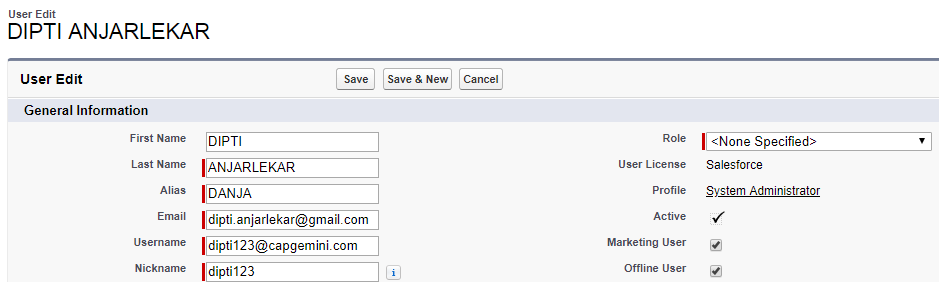 User Edit
DIPTI ANJARLEKAR
User Edit Save Save & New Cancel
General Information
First Name DIPTI Role <None Specified>
Last Name ANJARLEKAR User License Salesforce
Alias DANJA Profile System Administrator
Email dipti.anjarlekar@gmail.com Active
Username dipti123@capgemini.com Marketing User
Nickname dipti123 i Offline User